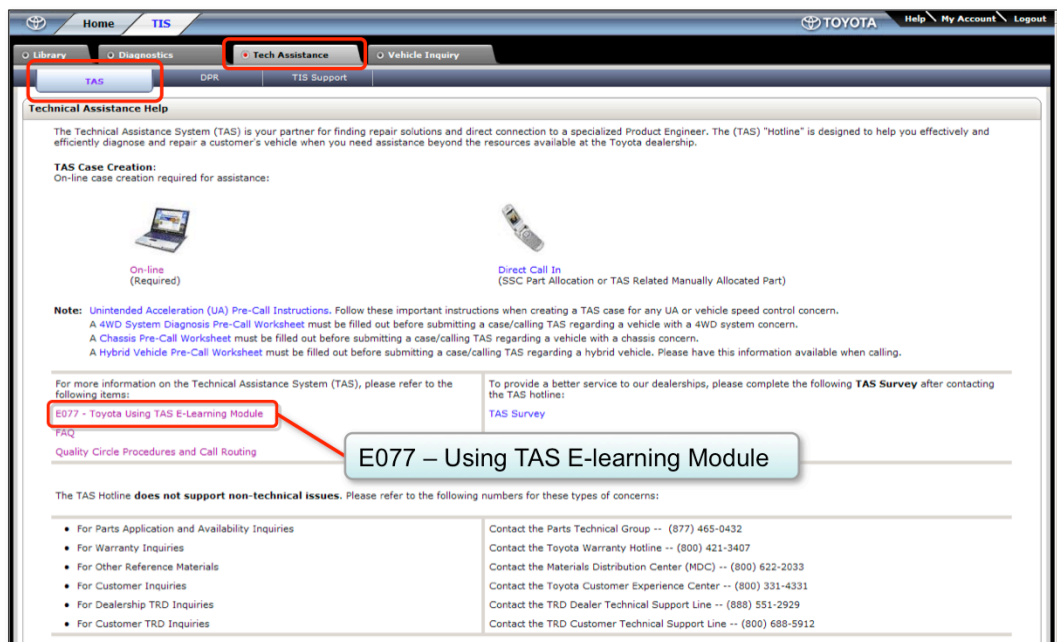 Home TIS TOYOTA Help My Account Logout
Library Diagnostics Tech Assistance Vehicle Inquiry
TAS DPR TIS Support
Technical Assistance Help
The Technical Assistance System (TAS) is your partner for finding repair solutions and direct connection to a specialized Product Engineer. The (TAS) "Hotline" is designed to help you effectively and
efficiently diagnose and repair a customer's vehicle when you need assistance beyond the resources available at the Toyota dealership.
TAS Case Creation:
On-line case creation required for assistance:
On-line
(Required)
Direct Call In
(SSC Part Allocation or TAS Related Manually Allocated Part)
Note: Unintended Acceleration (UA) Pre-Call Instructions. Follow these important instructions when creating a TAS case for any UA or vehicle speed control concern.
A 4WD System Diagnosis Pre-Call Worksheet must be filled out before submitting a case/calling TAS regarding a vehicle with a 4WD system concern.
A Chassis Pre-Call Worksheet must be filled out before submitting a case/calling TAS regarding a vehicle with a chassis concern.
A Hybrid Vehicle Pre-Call Worksheet must be filled out before submitting a case/calling TAS regarding a hybrid vehicle. Please have this information available when calling.
For more information on the Technical Assistance System (TAS), please refer to the
following items:
E077 - Toyota Using TAS E-Learning Module
FAQ
Quality Circle Procedures and Call Routing
To provide a better service to our dealerships, please complete the following TAS Survey after contacting
the TAS hotline:
TAS Survey
E077 – Using TAS E-learning Module
The TAS Hotline does not support non-technical issues. Please refer to the following numbers for these types of concerns:
• For Parts Application and Availability Inquiries Contact the Parts Technical Group -- (877) 465-0432
• For Warranty Inquiries Contact the Toyota Warranty Hotline -- (800) 421-3407
• For Other Reference Materials Contact the Materials Distribution Center (MDC) -- (800) 622-2033
• For Customer Inquiries Contact the Toyota Customer Experience Center -- (800) 331-4331
• For Dealership TRD Inquiries Contact the TRD Dealer Technical Support Line -- (888) 551-2929
• For Customer TRD Inquiries Contact the TRD Customer Technical Support Line -- (800) 688-5912